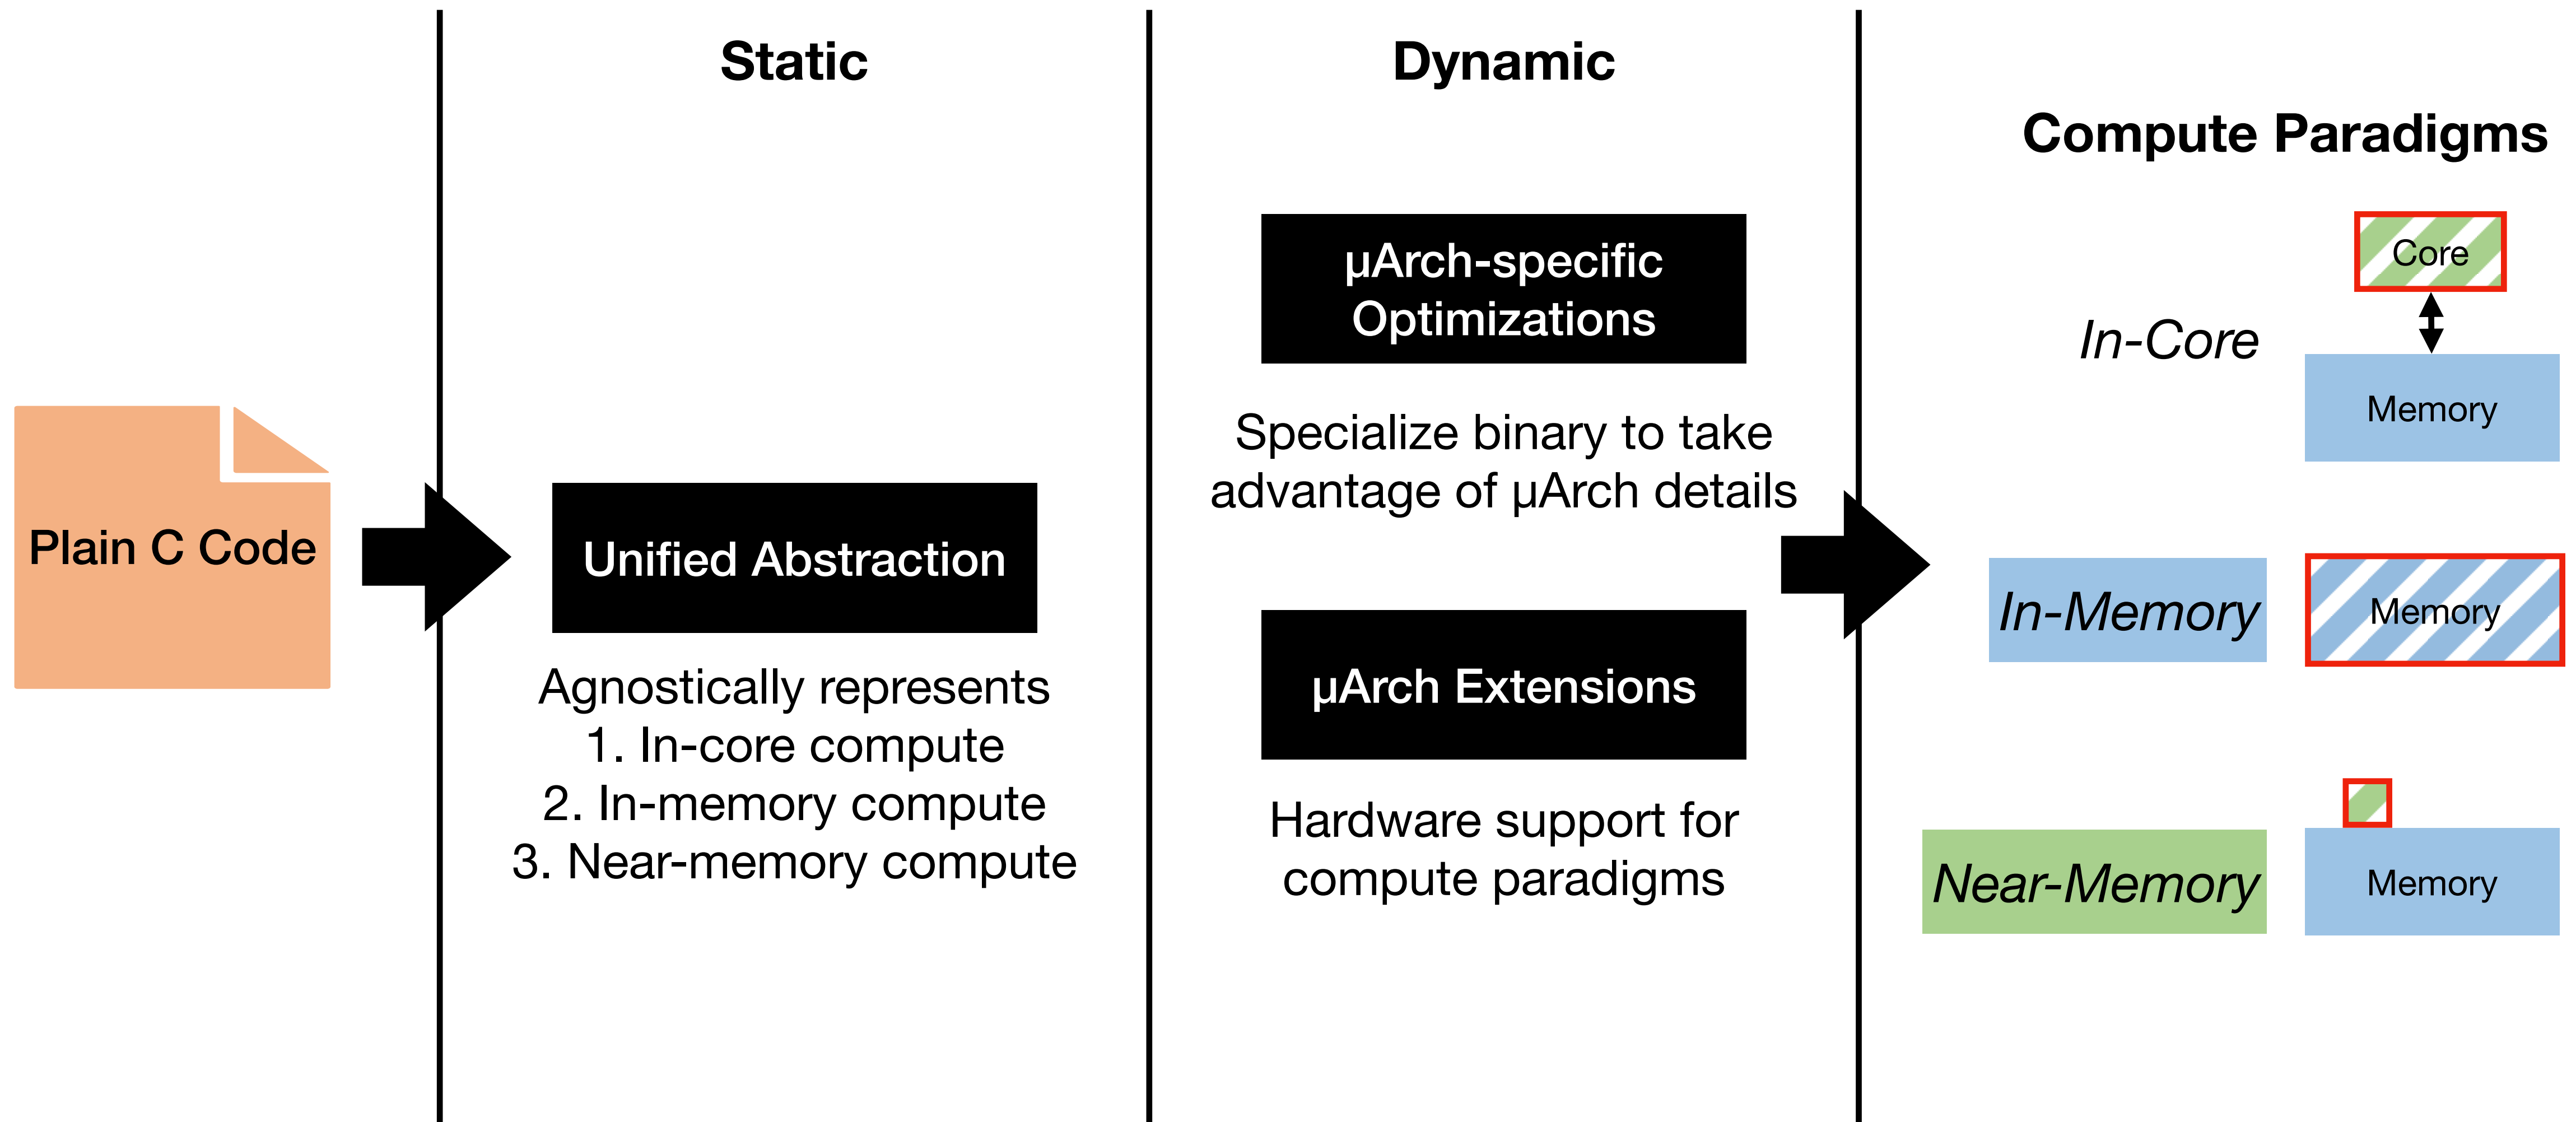 Plain C Code
Static
Unified Abstraction
Agnostically represents
1. In-core compute
2. In-memory compute
3. Near-memory compute
Dynamic
µArch-specific
Optimizations
Specialize binary to take
advantage of µArch details
µArch Extensions
Hardware support for
compute paradigms
Compute Paradigms
In-Core
Core
Memory
In-Memory
Memory
Near-Memory
Memory